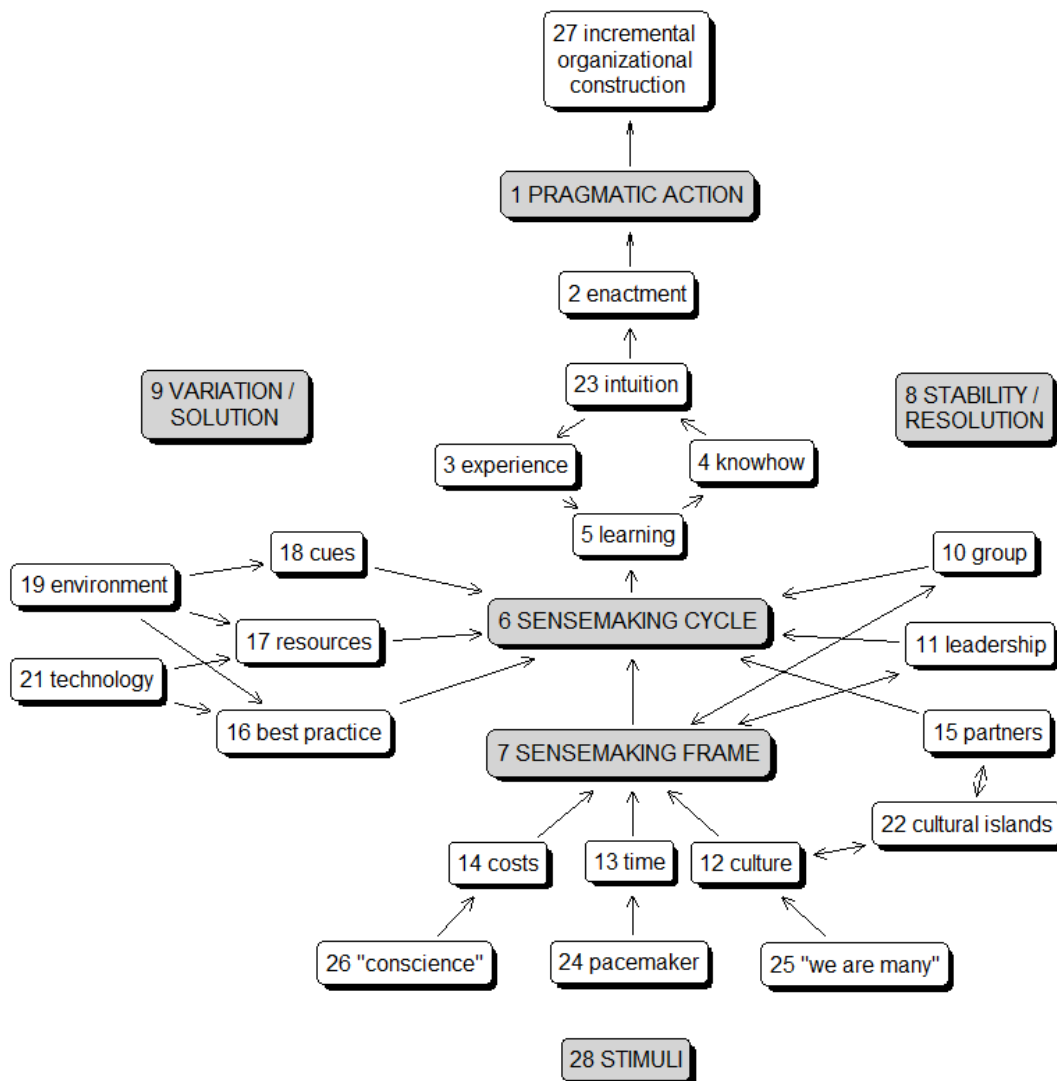 27 incremental
organizational
construction
1 PRAGMATIC ACTION
2 enactment
23 intuition
9 VARIATION /
SOLUTION
8 STABILITY /
RESOLUTION
3 experience
4 knowhow
5 learning
18 cues
10 group
19 environment
6 SENSEMAKING CYCLE
17 resources
11 leadership
21 technology
16 best practice
15 partners
7 SENSEMAKING FRAME
22 cultural islands
14 costs
13 time
12 culture
26 "conscience"
24 pacemaker
25 "we are many"
28 STIMULI